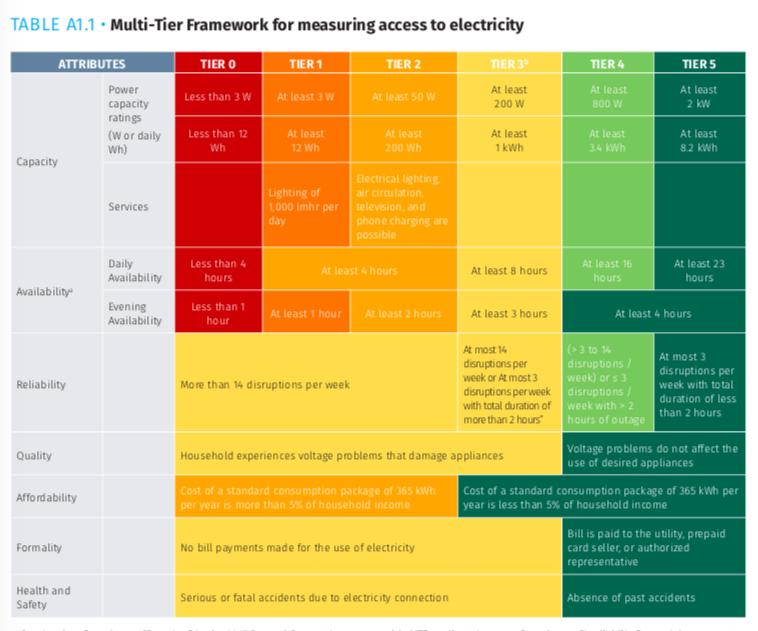 TABLE A1.1 • Multi-Tier Framework for measuring access to electricity
ATTRIBUTES TIER 0 TIER 1 TIER 2 TIER 3ᵇ TIER 4 TIER 5
Capacity
Power
capacity
ratings
(W or daily
Wh)
Less than 3 W
At least 3 W
At least 50 W
At least
200 W
At least
800 W
At least
2 kW
Less than 12
Wh
At least
12 Wh
At least
200 Wh
At least
1 kWh
At least
3.4 kWh
At least
8.2 kWh
Services
Lighting of
1,000 lmhr per
day
Electrical lighting,
air circulation,
television, and
phone charging are
possible
Availabilityᵃ
Daily
Availability
Less than 4
hours
At least 4 hours
At least 8 hours
At least 16
hours
At least 23
hours
Evening
Availability
Less than 1
hour
At least 1 hour
At least 2 hours
At least 3 hours
At least 4 hours
Reliability
More than 14 disruptions per week
At most 14
disruptions per
week or At most 3
disruptions per week
with total duration of
more than 2 hours"
(> 3 to 14
disruptions /
week) or ≤ 3
disruptions /
week with > 2
hours of outage
At most 3
disruptions per
week with total
duration of less
than 2 hours
Quality
Household experiences voltage problems that damage appliances
Voltage problems do not affect the
use of desired appliances
Affordability
Cost of a standard consumption package of 365 kWh
per year is more than 5% of household income
Cost of a standard consumption package of 365 kWh per
year is less than 5% of household income
Formality
No bill payments made for the use of electricity
Bill is paid to the utility, prepaid
card seller, or authorized
representative
Health and
Safety
Serious or fatal accidents due to electricity connection
Absence of past accidents